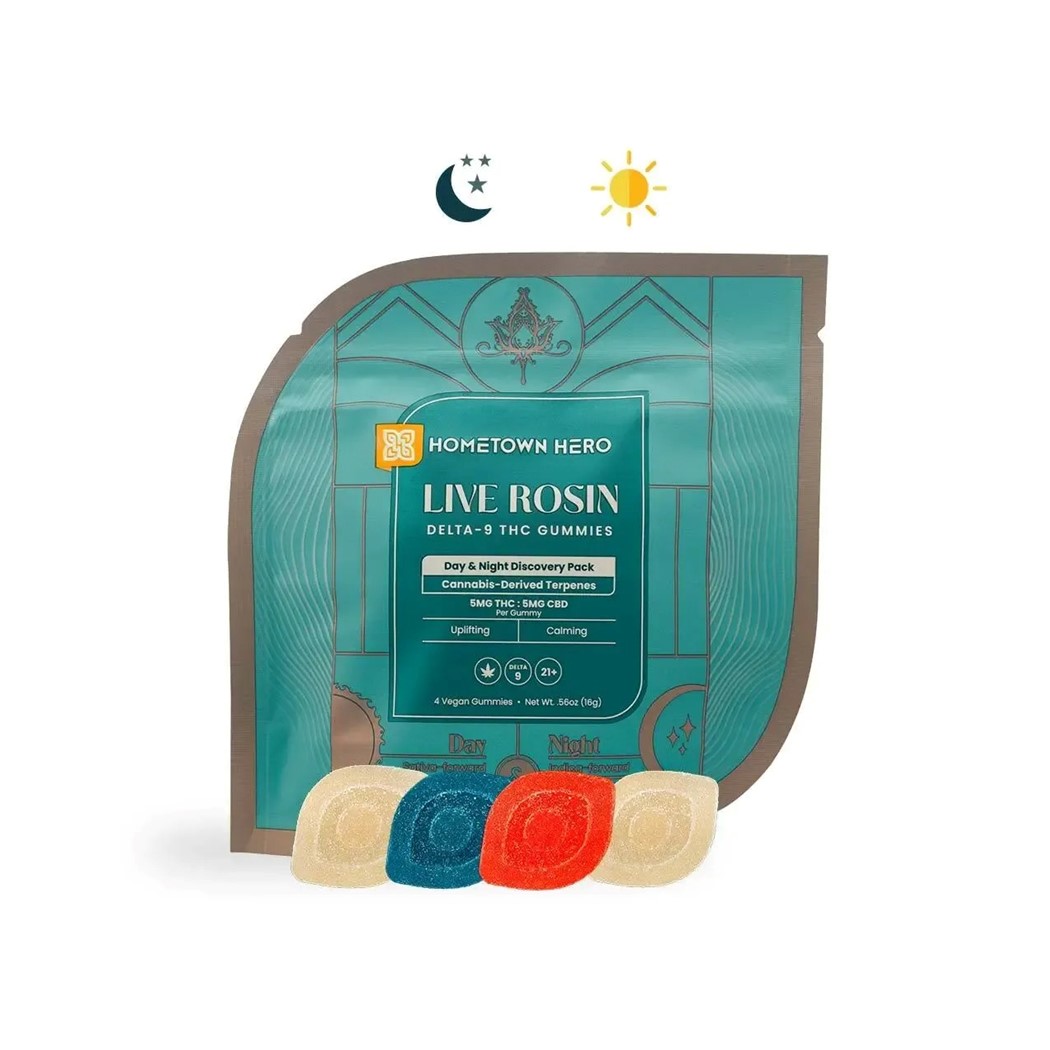 HOMETOWN HERO
LIVE ROSIN
DELTA-9 THC GUMMIES
Day & Night Discovery Pack
Cannabis-Derived Terpenes
5MG THC : 5MG CBD
Per Gummy
Uplifting Calming
DELTA 9 21+
4 Vegan Gummies • Net Wt. .56oz (16g)
Day Night